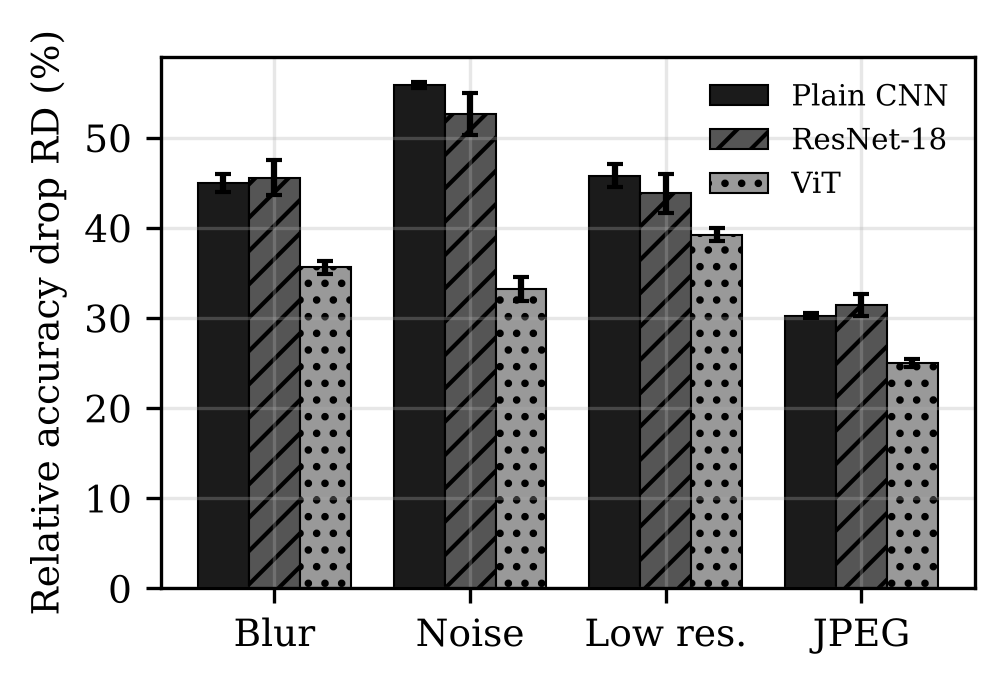 Relative accuracy drop RD (%)
50
40
30
20
10
0
Plain CNN
ResNet-18
ViT
Blur
Noise
Low res.
JPEG